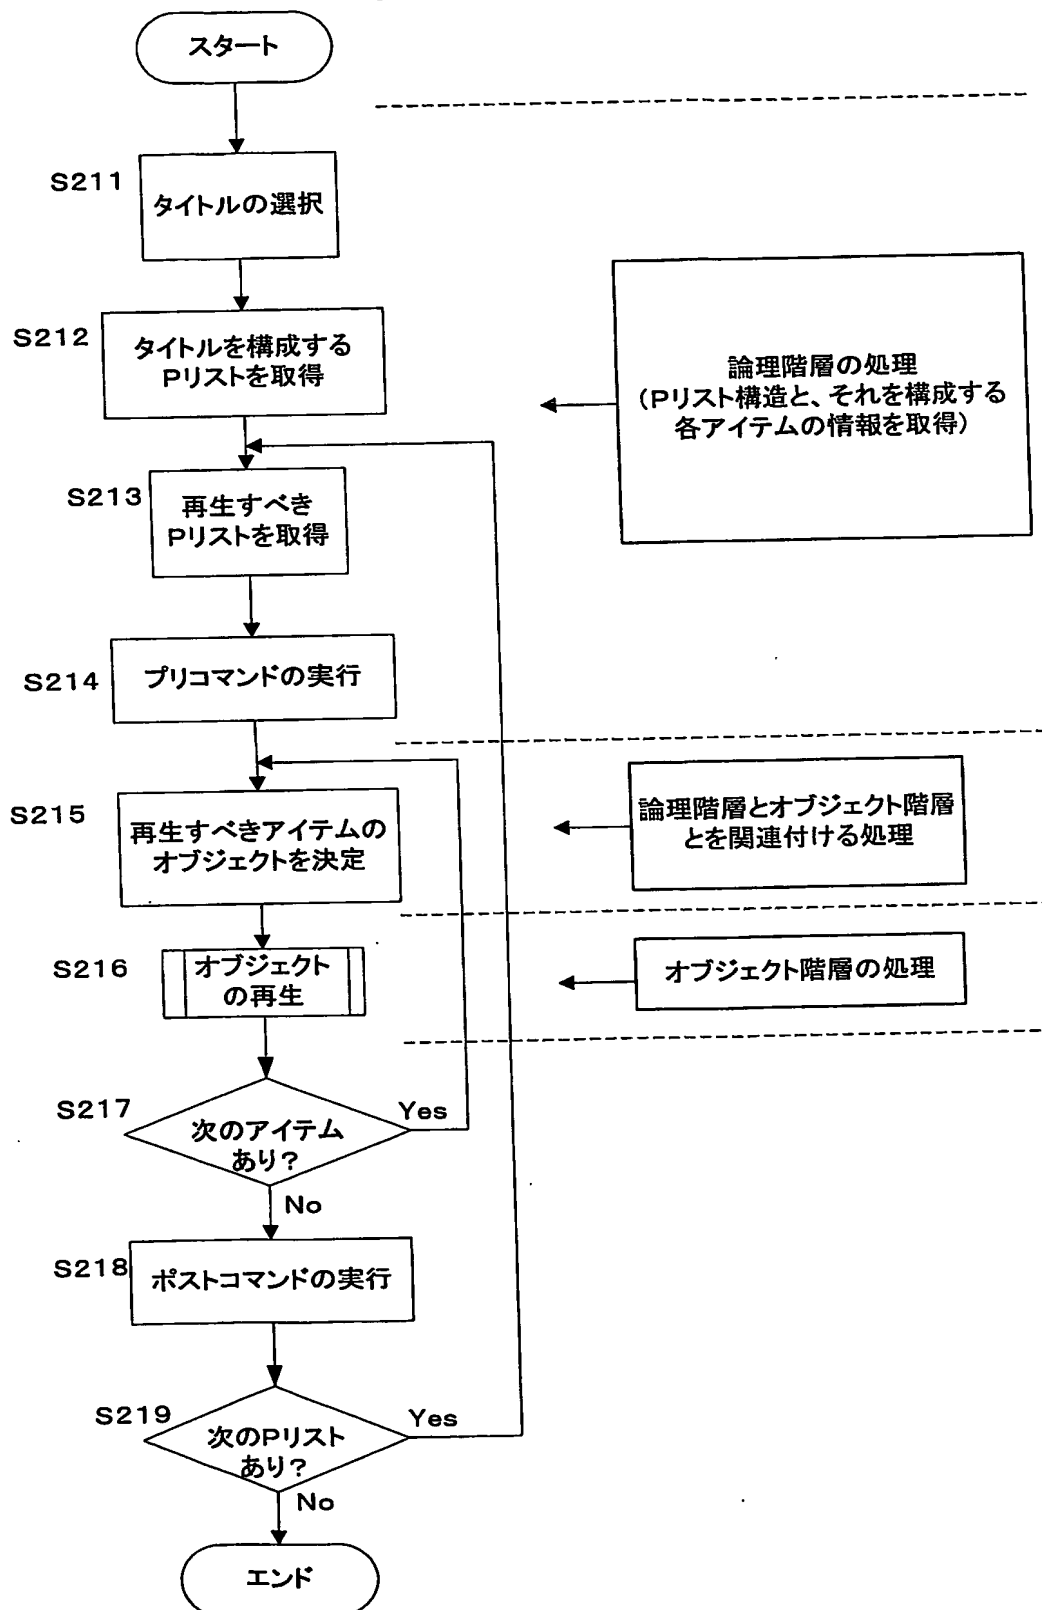 スタート
S211
タイトルの選択
S212
タイトルを構成する
Pリストを取得
論理階層の処理
(Pリスト構造と、それを構成する
各アイテムの情報を取得)
S213
再生すべき
Pリストを取得
S214
プリコマンドの実行
S215
再生すべきアイテムの
オブジェクトを決定
論理階層とオブジェクト階層
とを関連付ける処理
S216
オブジェクト
の再生
オブジェクト階層の処理
S217
次のアイテム
あり?
Yes
No
S218
ポストコマンドの実行
S219
次のPリスト
あり?
Yes
No
エンド